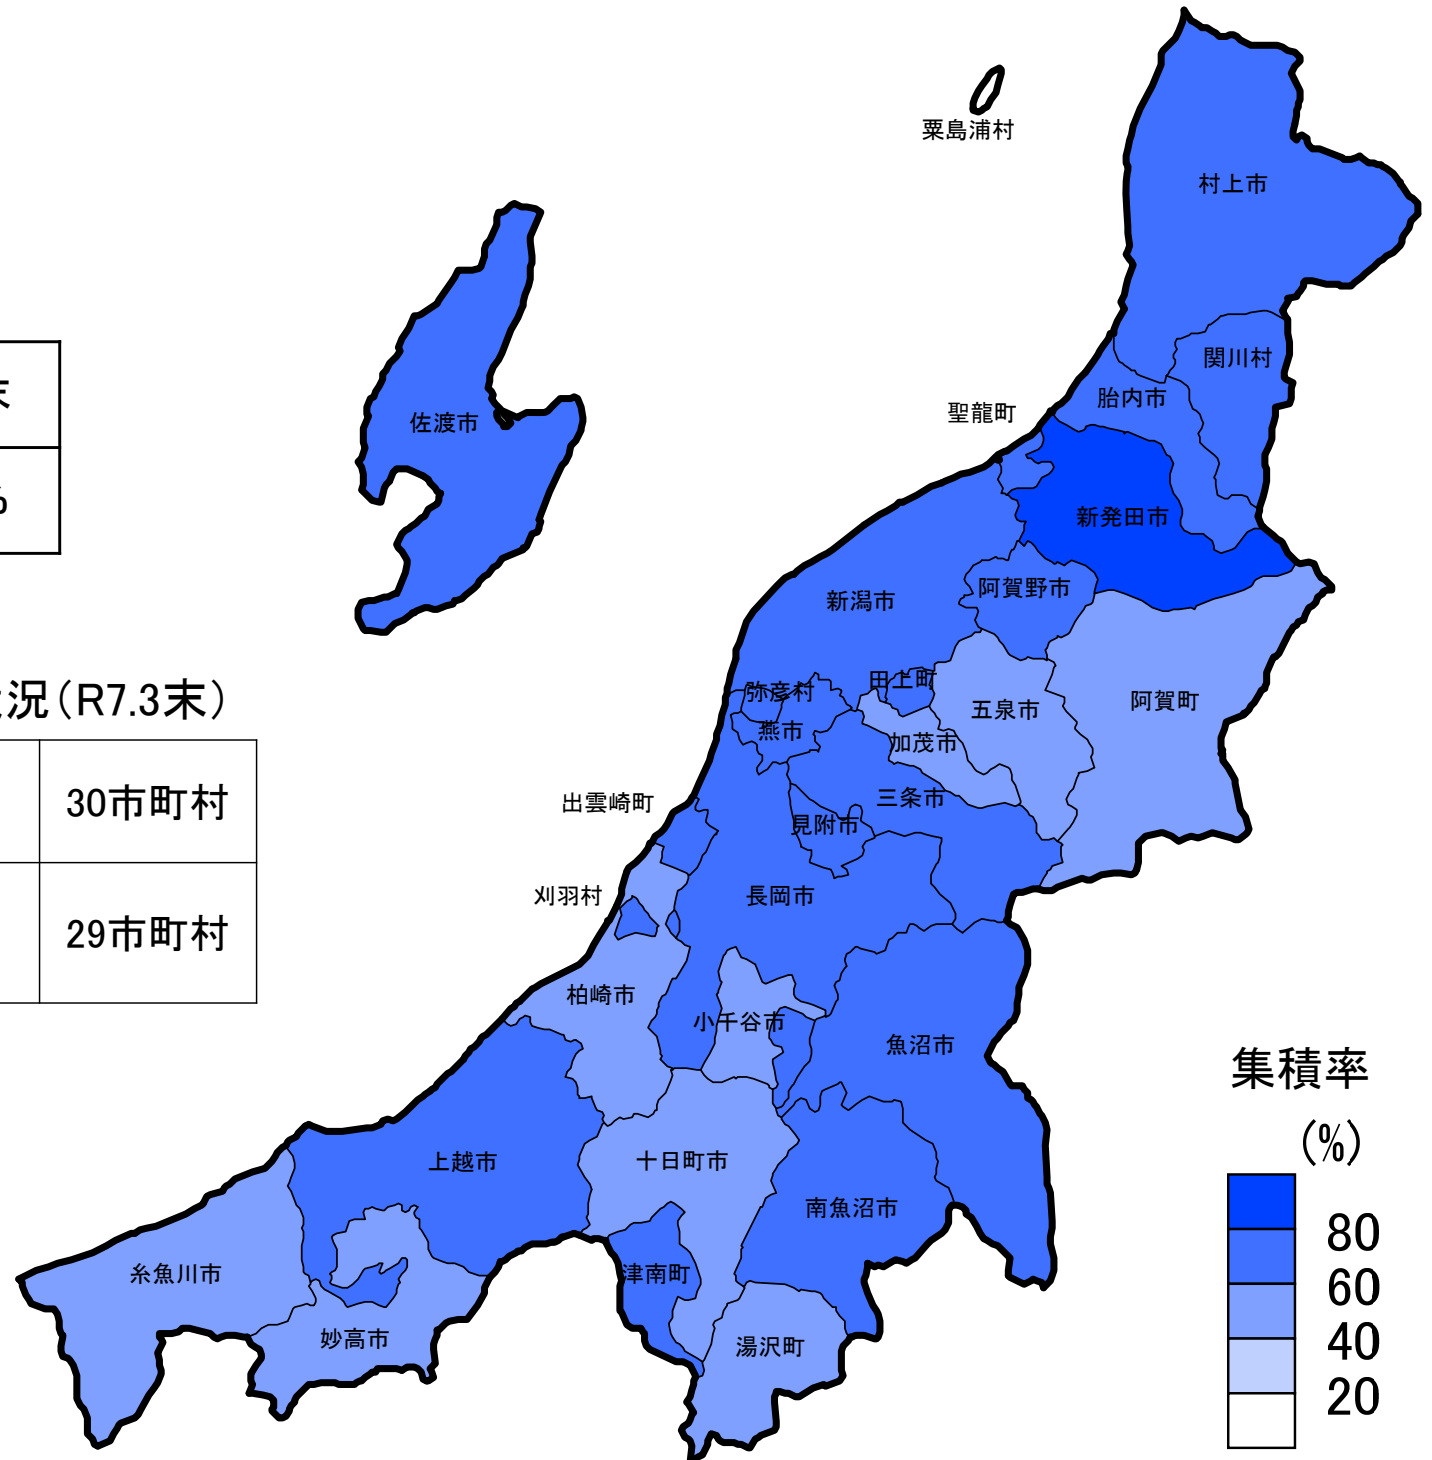 粟島浦村
村上市
関川村
胎内市
聖龍町
佐渡市
末
%
新発田市
阿賀野市
新潟市
田上町
弥彦村
五泉市
阿賀町
燕市
加茂市
況(R7.3末)
30市町村
29市町村
出雲崎町
三条市
見附市
刈羽村
長岡市
柏崎市
小千谷市
魚沼市
上越市
十日町市
南魚沼市
糸魚川市
津南町
妙高市
湯沢町
集積率
(%)
80
60
40
20